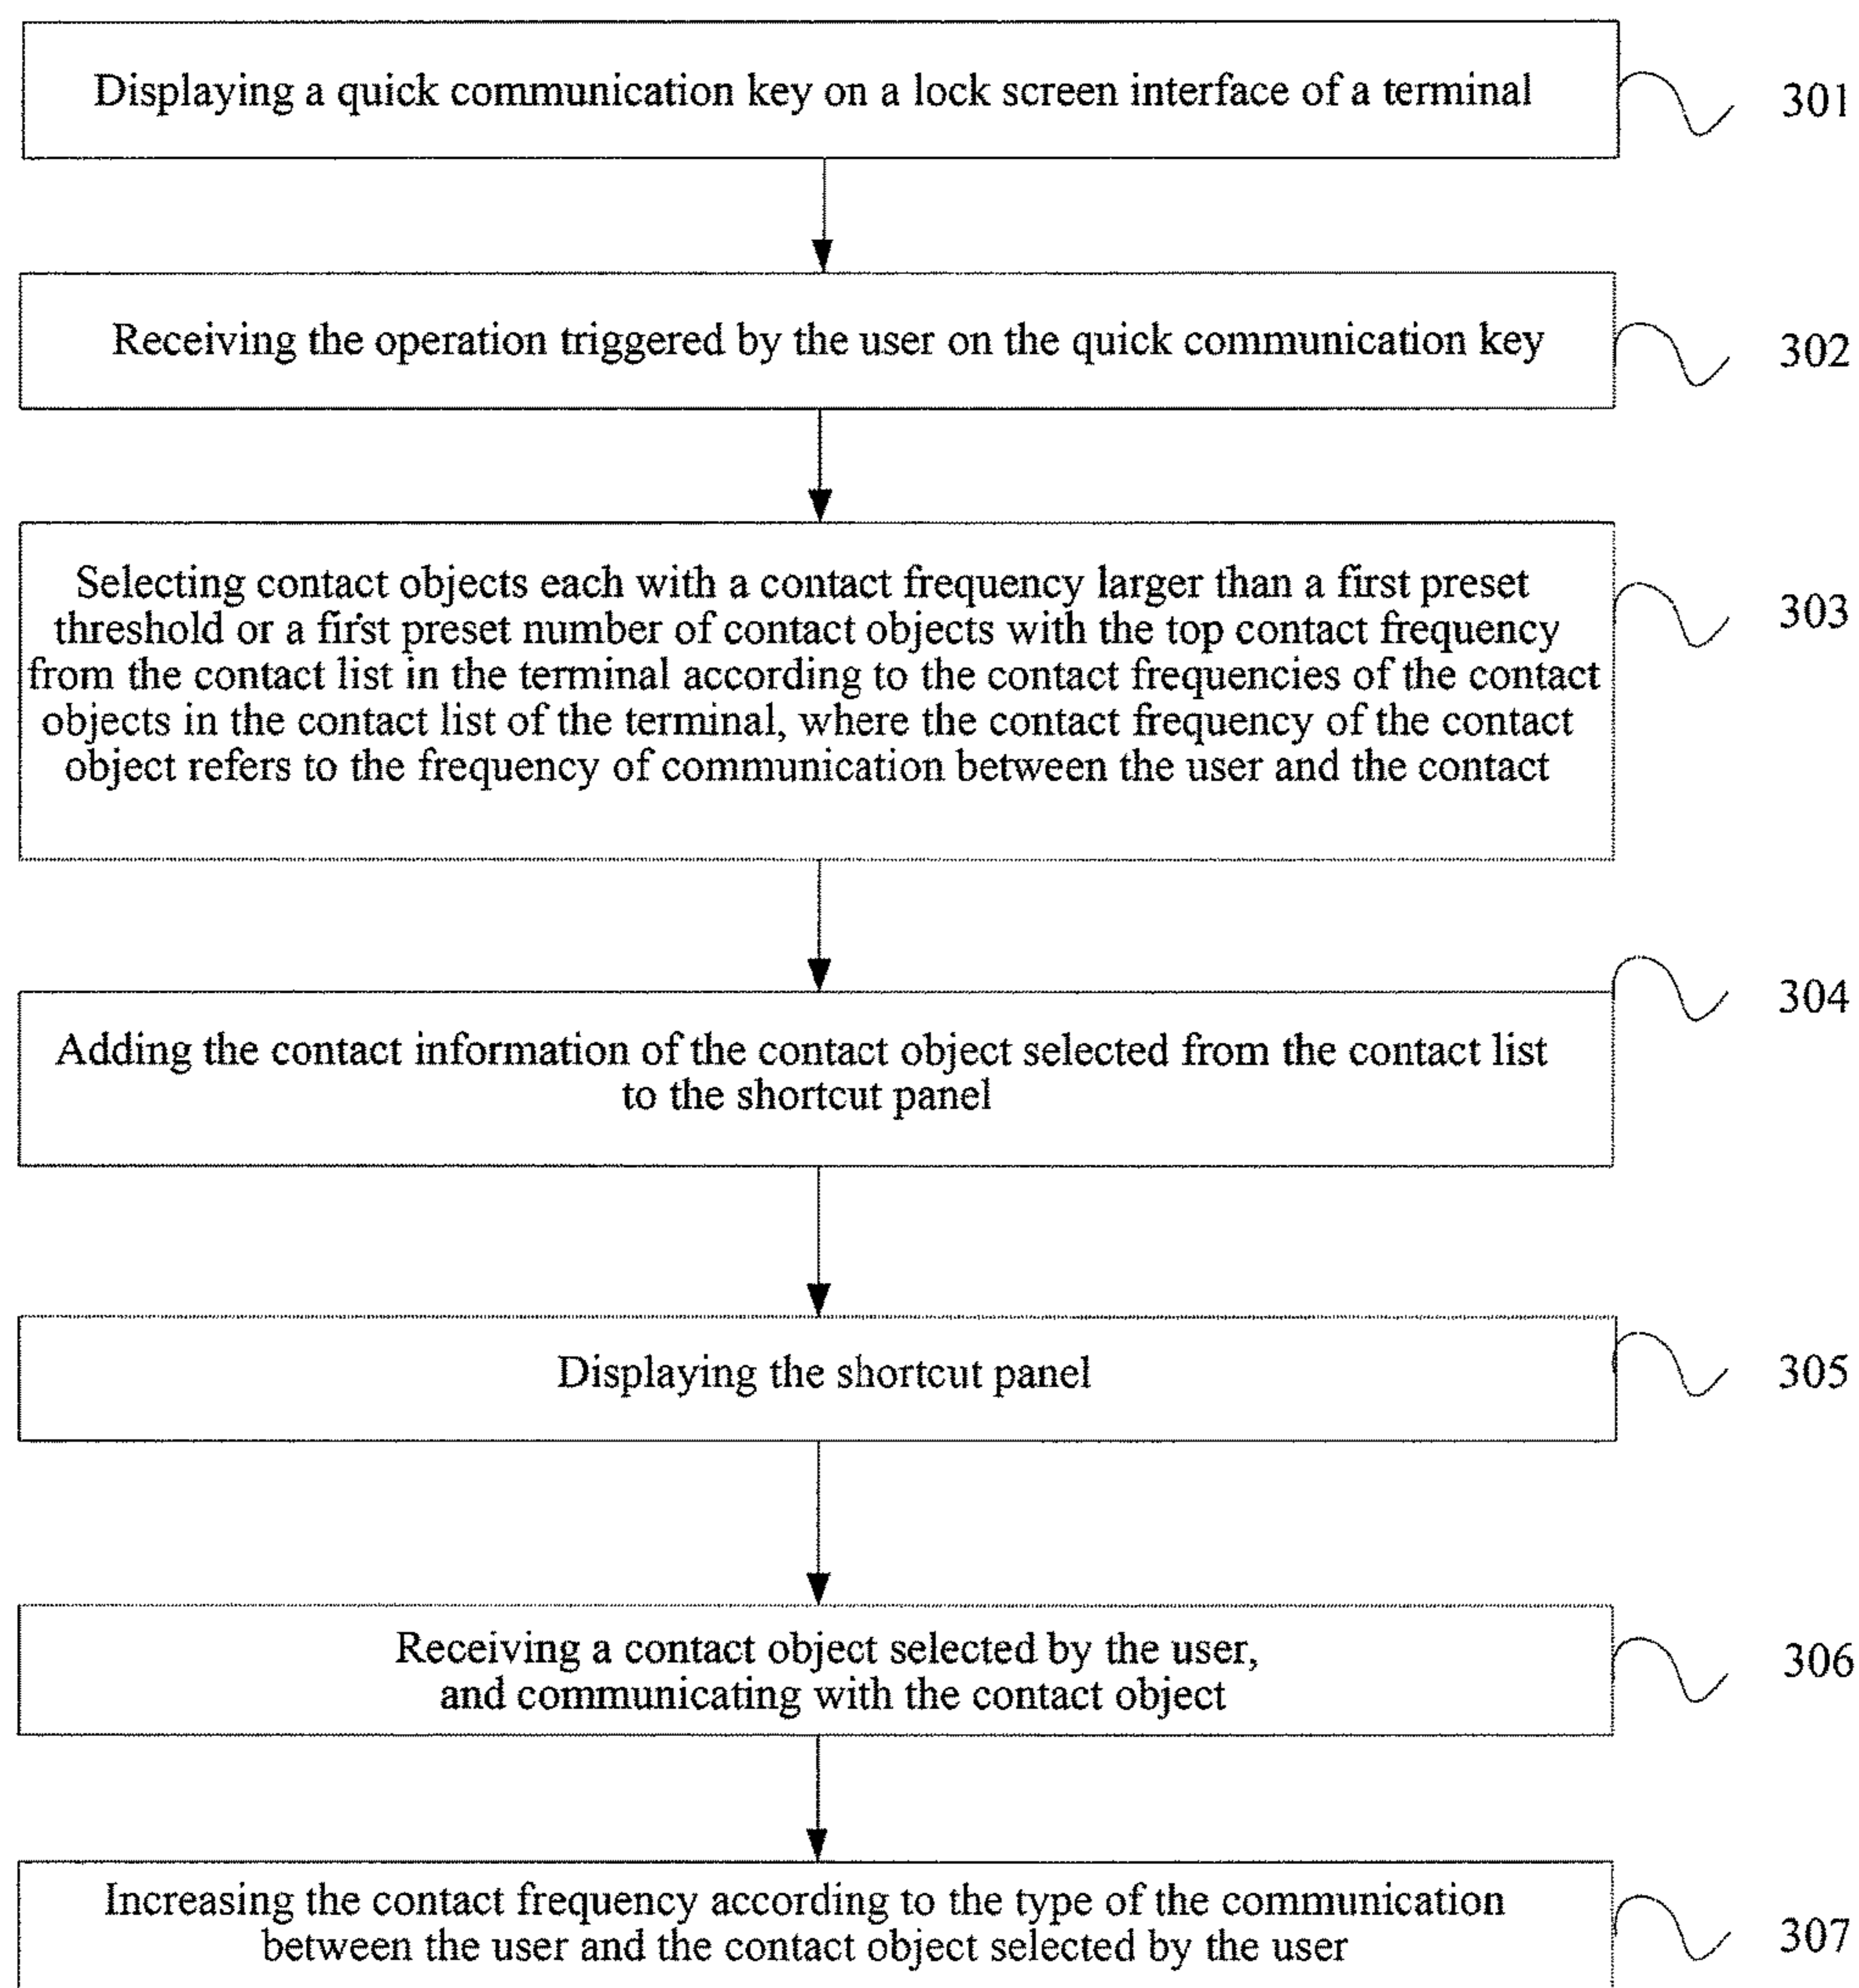 Displaying a quick communication key on a lock screen interface of a terminal
301
Receiving the operation triggered by the user on the quick communication key
302
Selecting contact objects each with a contact frequency larger than a first preset
threshold or a first preset number of contact objects with the top contact frequency
from the contact list in the terminal according to the contact frequencies of the contact
objects in the contact list of the terminal, where the contact frequency of the contact
object refers to the frequency of communication between the user and the contact
303
304
Adding the contact information of the contact object selected from the contact list
to the shortcut panel
Displaying the shortcut panel
305
Receiving a contact object selected by the user,
and communicating with the contact object
306
Increasing the contact frequency according to the type of the communication
between the user and the contact object selected by the user
307